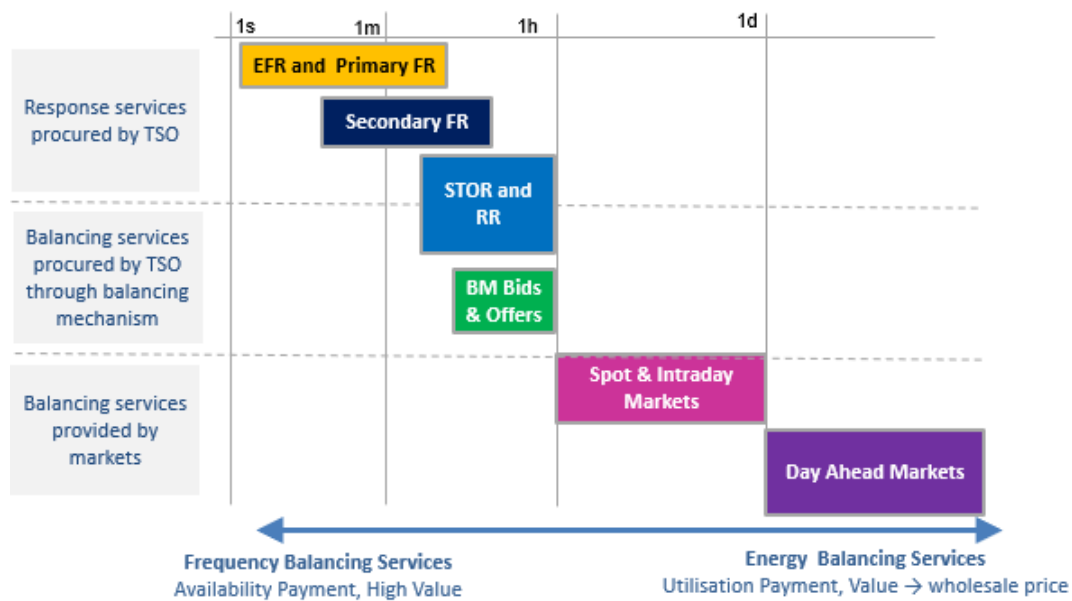 1s
1m
1h
1d
EFR and Primary FR
Response services
procured by TSO
Secondary FR
STOR and
RR
Balancing services
procured by TSO
through balancing
mechanism
BM Bids
& Offers
Spot & Intraday
Markets
Balancing services
provided by
markets
Day Ahead Markets
Frequency Balancing Services
Availability Payment, High Value
Energy Balancing Services
Utilisation Payment, Value → wholesale price